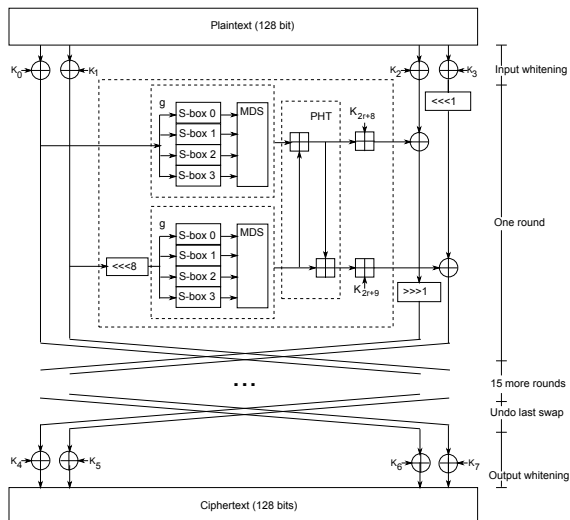 Plaintext (128 bit)
K0
K1
K2
K3
Input whitening
<<<1
g
S-box 0
S-box 1
S-box 2
S-box 3
MDS
PHT
K2r+8
One round
g
<<<8
S-box 0
S-box 1
S-box 2
S-box 3
MDS
K2r+9
>>>1
...
15 more rounds
Undo last swap
K4
K5
K6
K7
Output whitening
Ciphertext (128 bits)